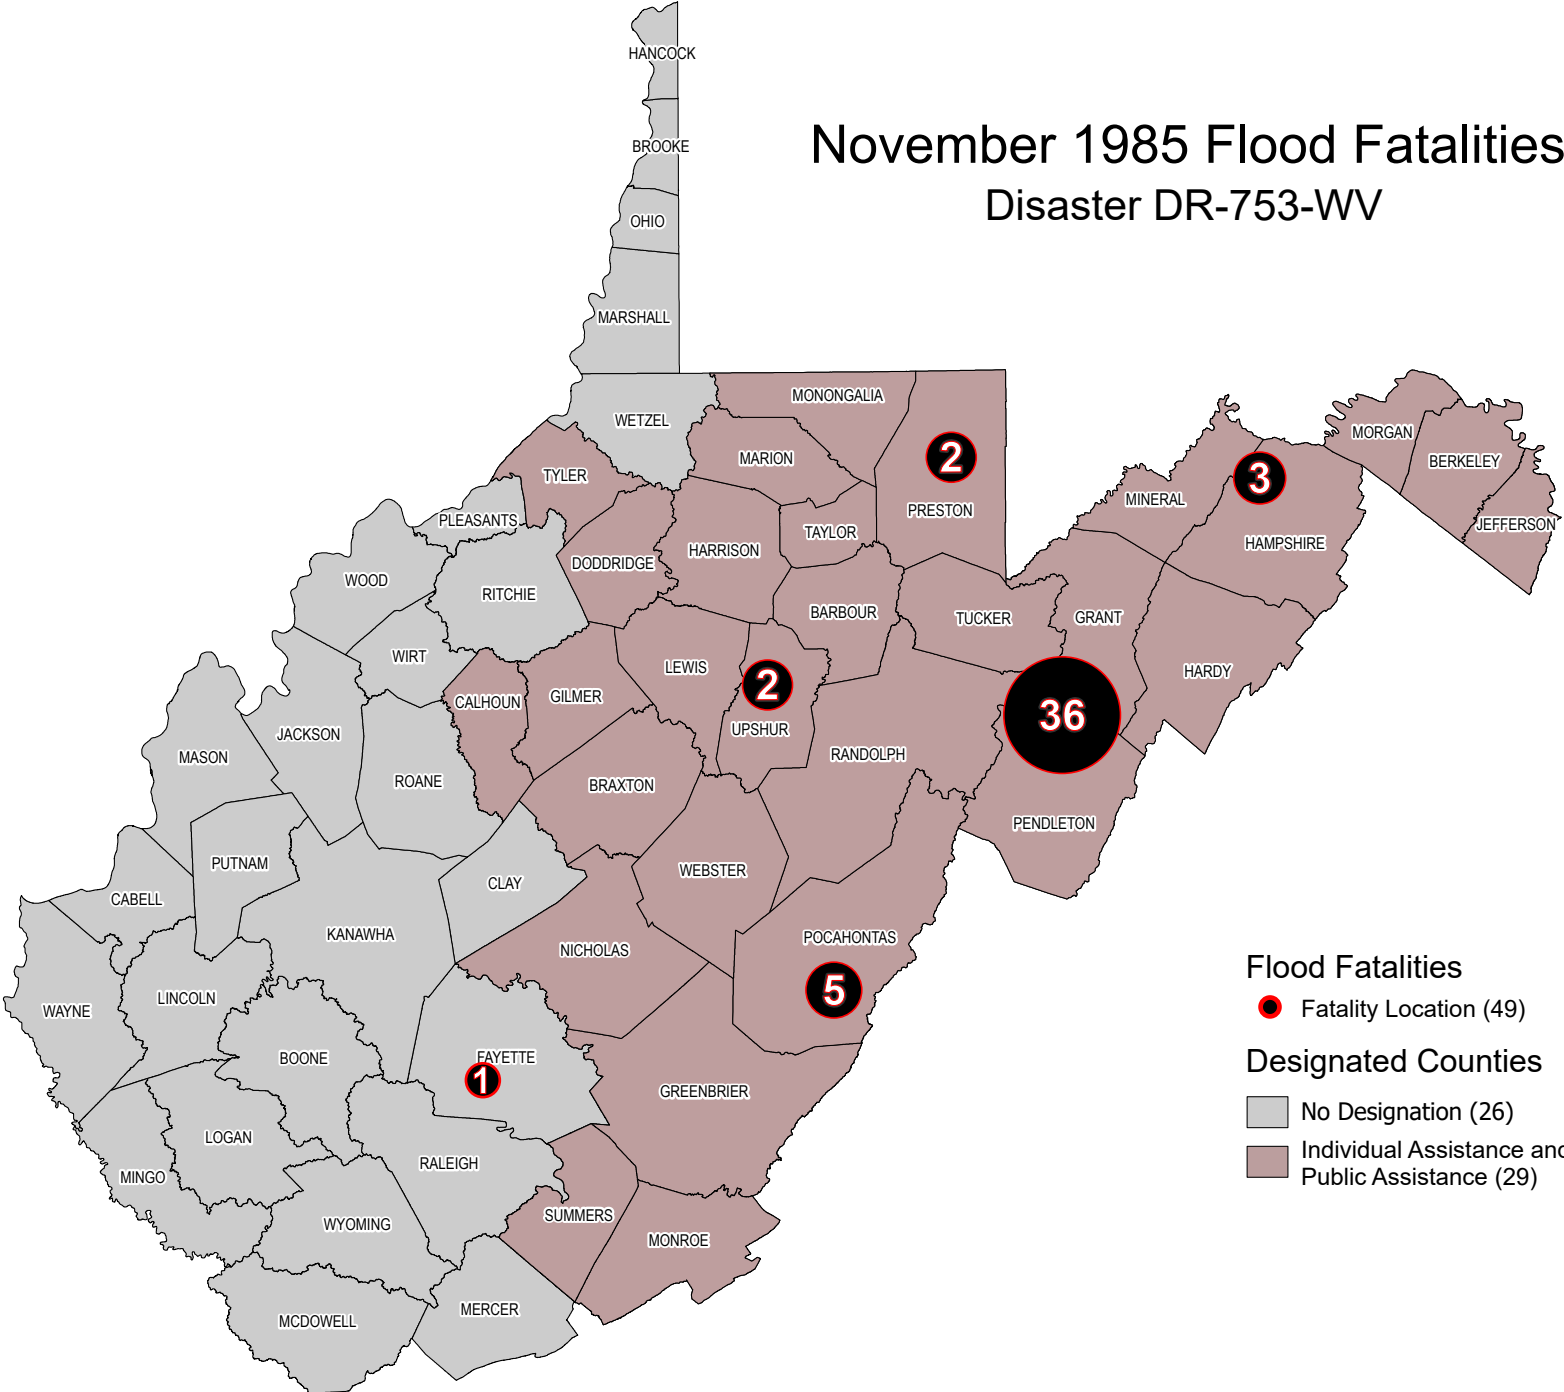 HANCOCK
BROOKE
November 1985 Flood Fatalities
Disaster DR-753-WV
OHIO
MARSHALL
MONONGALIA
WETZEL
MORGAN
MARION
2
BERKELEY
TYLER
3
MINERAL
PRESTON
PLEASANTS
JEFFERSON
TAYLOR
HARRISON
HAMPSHIRE
DODDRIDGE
WOOD
RITCHIE
BARBOUR
TUCKER
GRANT
WIRT
LEWIS
HARDY
2
GILMER
CALHOUN
36
UPSHUR
JACKSON
RANDOLPH
MASON
ROANE
BRAXTON
PENDLETON
PUTNAM
WEBSTER
CLAY
CABELL
KANAWHA
POCAHONTAS
NICHOLAS
Flood Fatalities
5
LINCOLN
Fatality Location (49)
WAYNE
FAYETTE
BOONE
Designated Counties
1
GREENBRIER
No Designation (26)
LOGAN
Individual Assistance and
RALEIGH
Public Assistance (29)
MINGO
SUMMERS
WYOMING
MONROE
MERCER
MCDOWELL